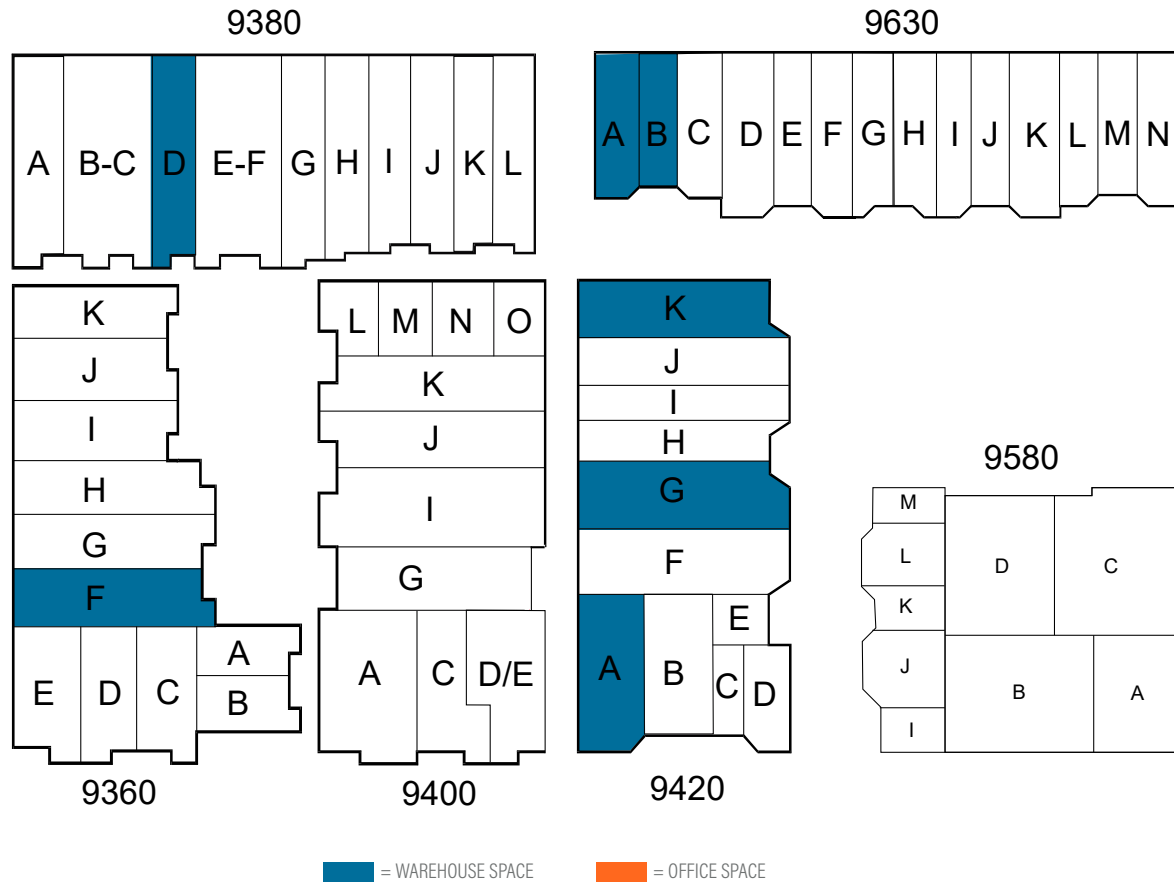 9380
A B-C D E-F G H I J K L
9630
A B C D E F G H I J K L M N
K
J
I
H
G
F
E D C A
B
9360
L M N O
K
J
I
G
A C D/E
9400
K
J
I
H
G
F
A B E
C D
9420
9580
M
L
K
J
I
D C
B A
= WAREHOUSE SPACE
= OFFICE SPACE